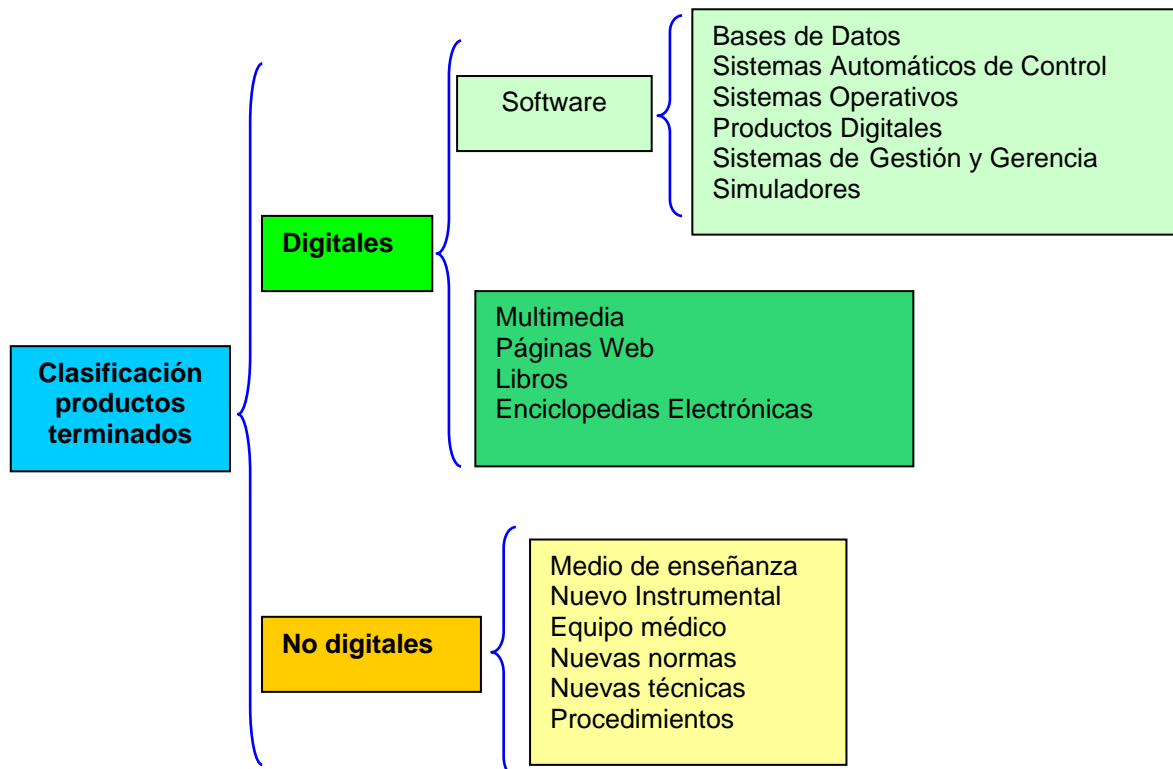 Clasificación
productos
terminados
Digitales
Software
Bases de Datos
Sistemas Automáticos de Control
Sistemas Operativos
Productos Digitales
Sistemas de Gestión y Gerencia
Simuladores
Multimedia
Páginas Web
Libros
Enciclopedias Electrónicas
No digitales
Medio de enseñanza
Nuevo Instrumental
Equipo médico
Nuevas normas
Nuevas técnicas
Procedimientos